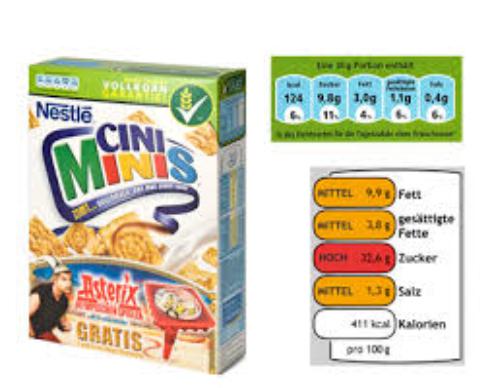 VOLLKORN
Nestlé
CINI
MINIS
Asterix
GRATIS
Eine 30g Portion enthält
kcal Zucker Fett gesättigte Fettsäuren Salz
124 9,8g 3,0g 1,1g 0,4g
6% 11% 4% 6% 6%
MITTEL 9,9 g Fett
MITTEL 3,8 g gesättigte Fette
HOCH 32,6 g Zucker
MITTEL 1,3 g Salz
411 kcal Kalorien
pro 100 g